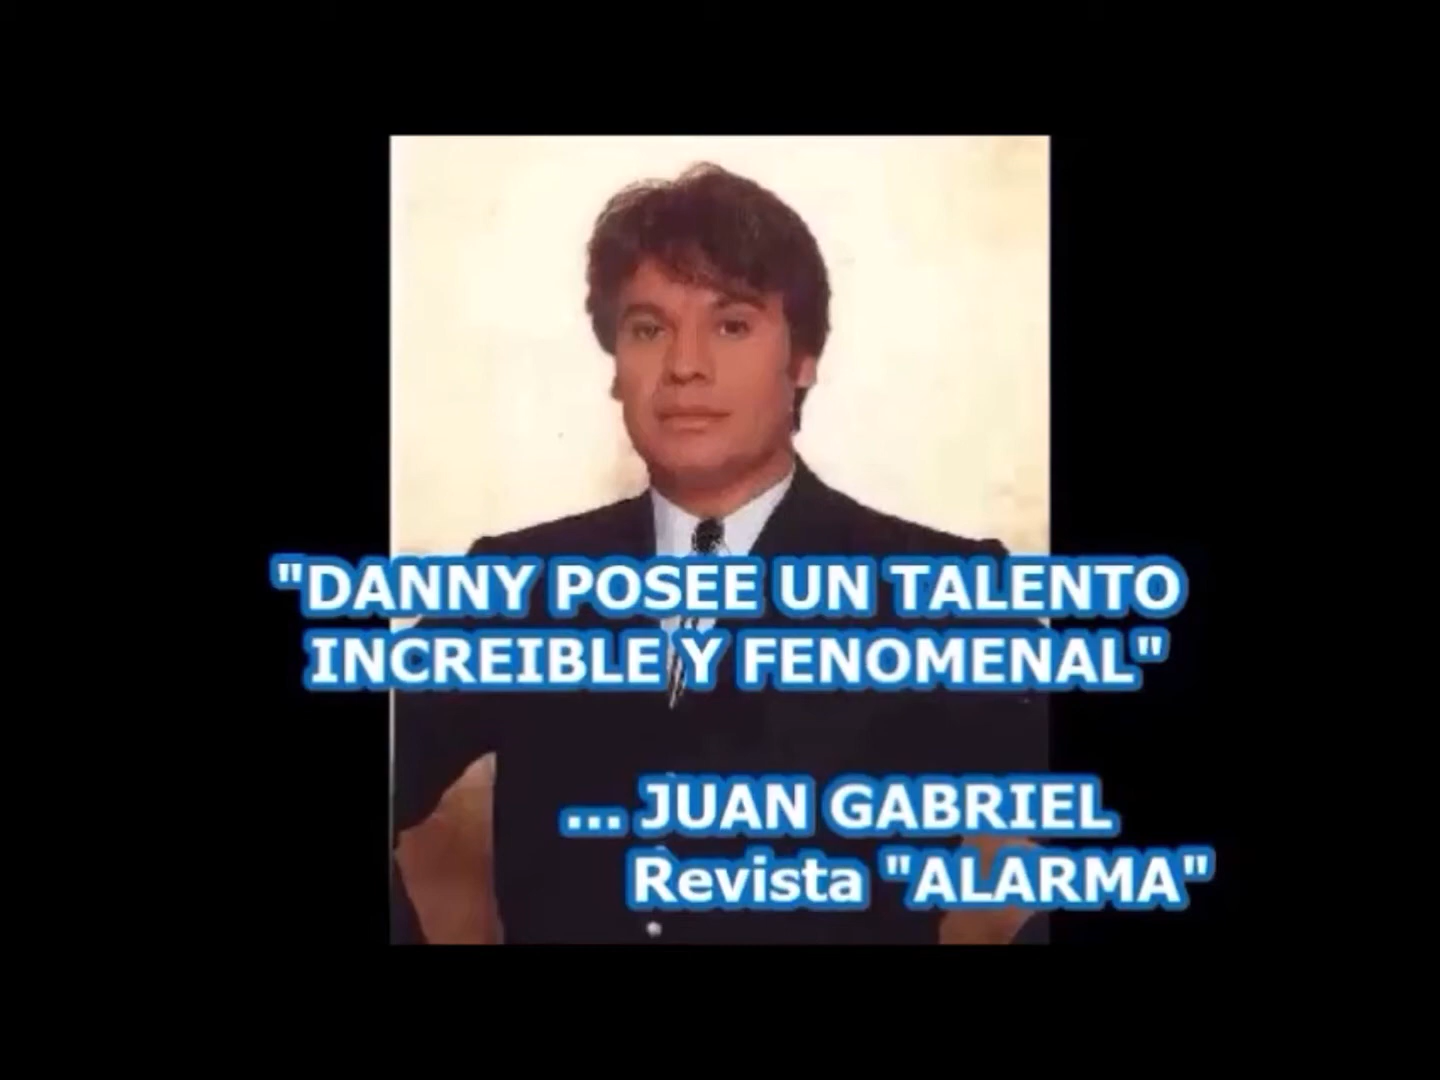 "DANNY POSEE UN TALENTO
INCREIBLE Y FENOMENAL"
... JUAN GABRIEL
Revista "ALARMA"